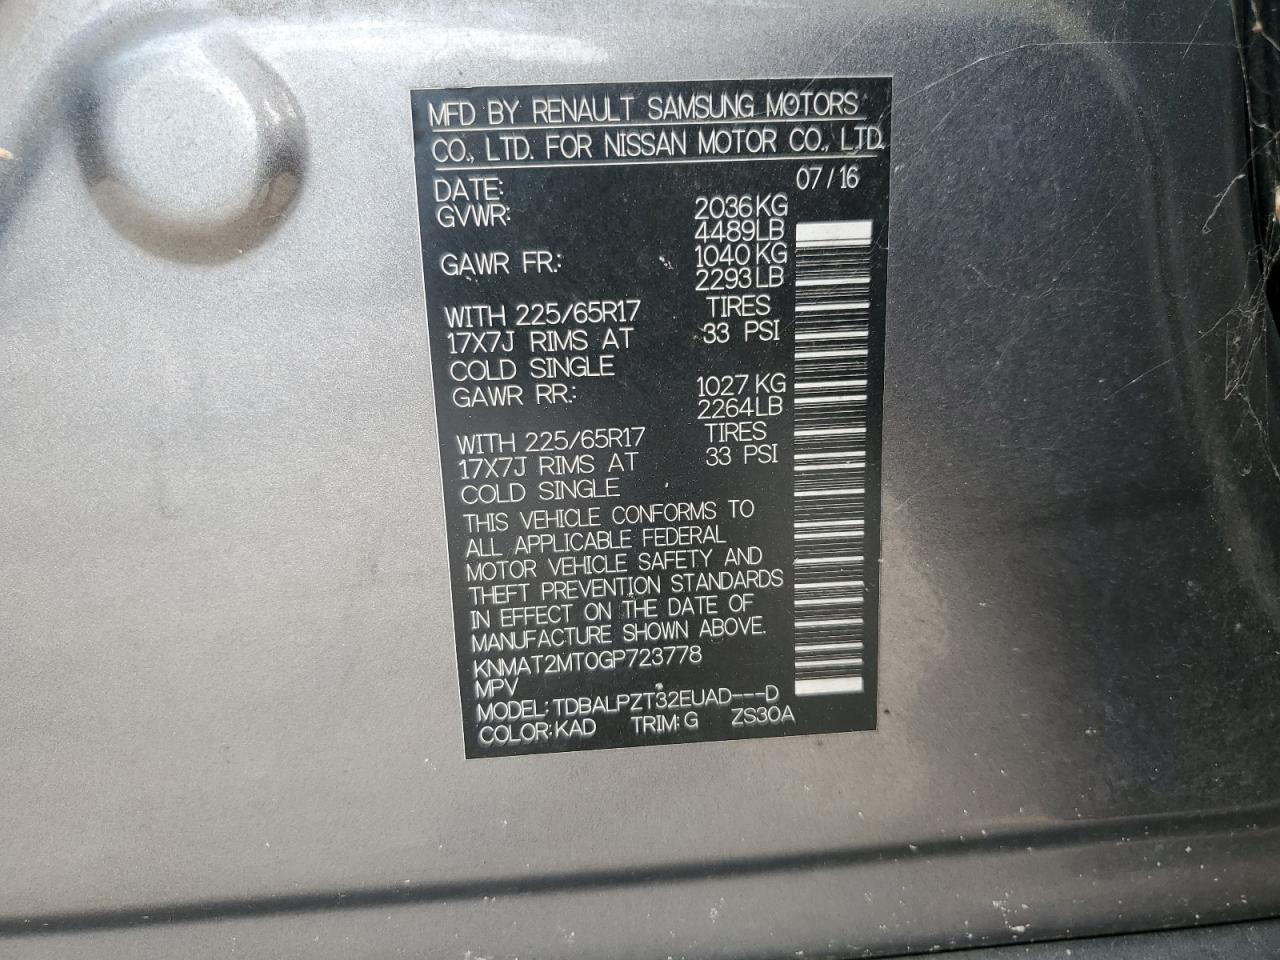 MFD BY RENAULT SAMSUNG MOTORS
CO., LTD. FOR NISSAN MOTOR CO., LTD.
DATE: 07/16
GVWR: 2036KG
4489LB
GAWR FR.: 1040KG
2293LB
WITH 225/65R17 TIRES
17X7J RIMS AT 33 PSI
COLD SINGLE
GAWR RR.: 1027KG
2264LB
WITH 225/65R17 TIRES
17X7J RIMS AT 33 PSI
COLD SINGLE
THIS VEHICLE CONFORMS TO
ALL APPLICABLE FEDERAL
MOTOR VEHICLE SAFETY AND
THEFT PREVENTION STANDARDS
IN EFFECT ON THE DATE OF
MANUFACTURE SHOWN ABOVE.
KNMAT2MT0GP723778
MPV
MODEL: TDBALPZT32EUAD---D
COLOR: KAD TRIM: G ZS30A